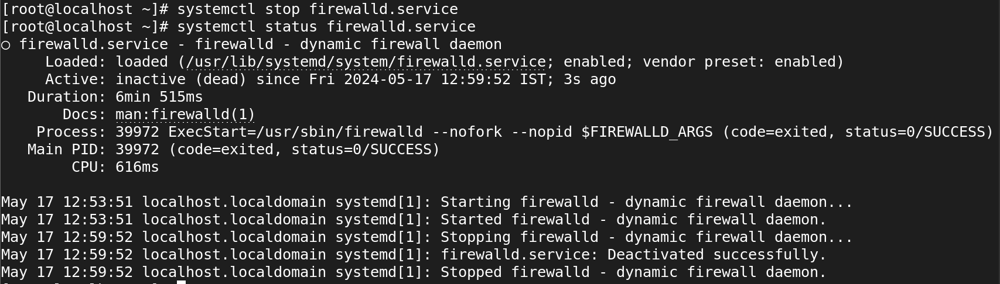 [root@localhost ~]# systemctl stop firewalld.service
[root@localhost ~]# systemctl status firewalld.service
○ firewalld.service - firewalld - dynamic firewall daemon
     Loaded: loaded (/usr/lib/systemd/system/firewalld.service; enabled; vendor preset: enabled)
     Active: inactive (dead) since Fri 2024-05-17 12:59:52 IST; 3s ago
   Duration: 6min 515ms
       Docs: man:firewalld(1)
    Process: 39972 ExecStart=/usr/sbin/firewalld --nofork --nopid $FIREWALLD_ARGS (code=exited, status=0/SUCCESS)
   Main PID: 39972 (code=exited, status=0/SUCCESS)
        CPU: 616ms

May 17 12:53:51 localhost.localdomain systemd[1]: Starting firewalld - dynamic firewall daemon...
May 17 12:53:51 localhost.localdomain systemd[1]: Started firewalld - dynamic firewall daemon.
May 17 12:59:52 localhost.localdomain systemd[1]: Stopping firewalld - dynamic firewall daemon...
May 17 12:59:52 localhost.localdomain systemd[1]: firewalld.service: Deactivated successfully.
May 17 12:59:52 localhost.localdomain systemd[1]: Stopped firewalld - dynamic firewall daemon.